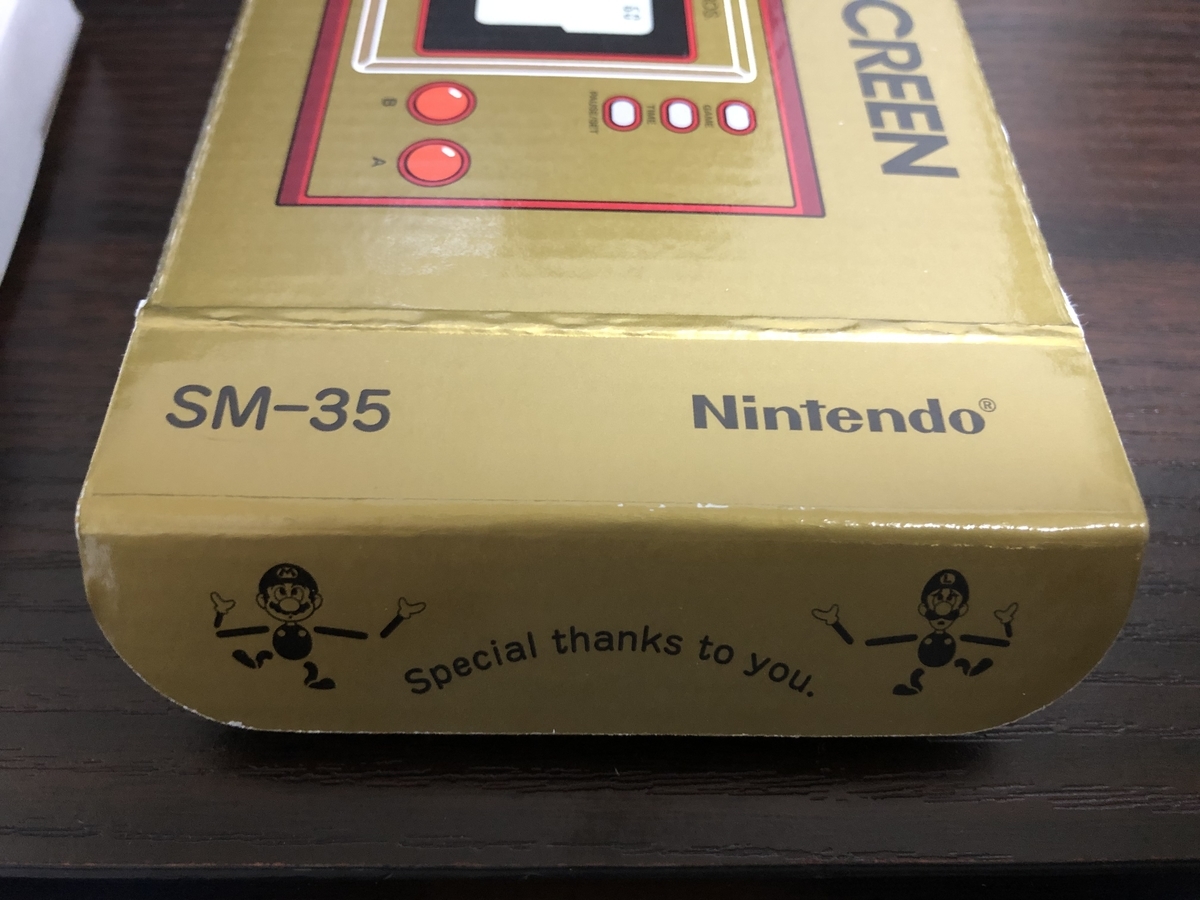 CREEN
GAME
TIME
PAUSE/SET
B
A
SM-35
Nintendo®
M
L
Special thanks to you.